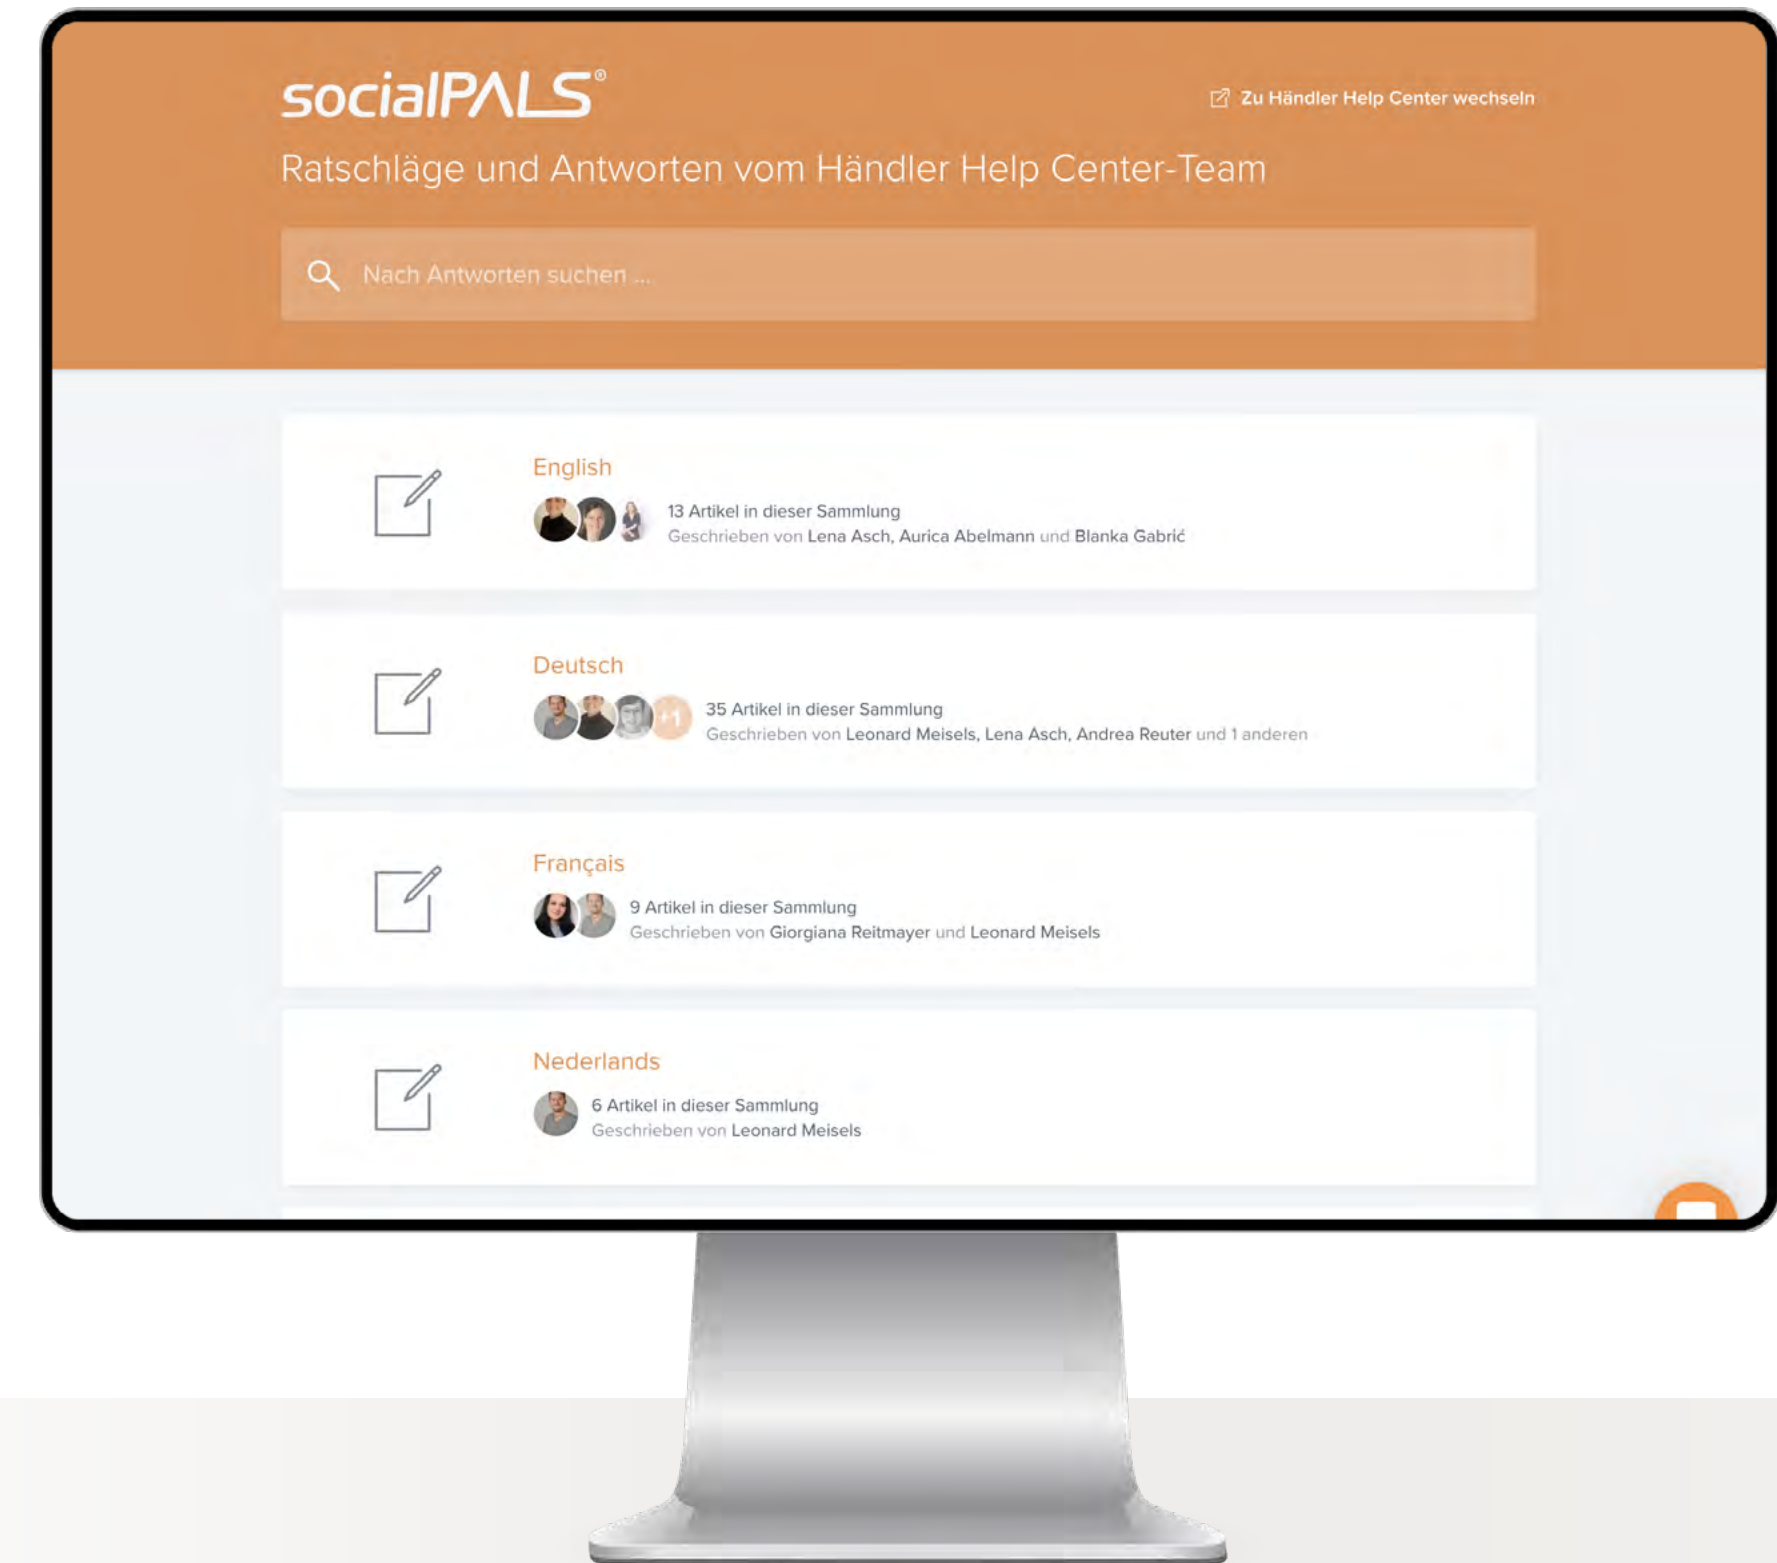 socialPALS®
Zu Händler Help Center wechseln
Ratschläge und Antworten vom Händler Help Center-Team
Nach Antworten suchen ...
English
13 Artikel in dieser Sammlung
Geschrieben von Lena Asch, Aurica Abelmann und Blanka Gabrić
Deutsch
+1
35 Artikel in dieser Sammlung
Geschrieben von Leonard Meisels, Lena Asch, Andrea Reuter und 1 anderen
Français
9 Artikel in dieser Sammlung
Geschrieben von Giorgiana Reitmayer und Leonard Meisels
Nederlands
6 Artikel in dieser Sammlung
Geschrieben von Leonard Meisels